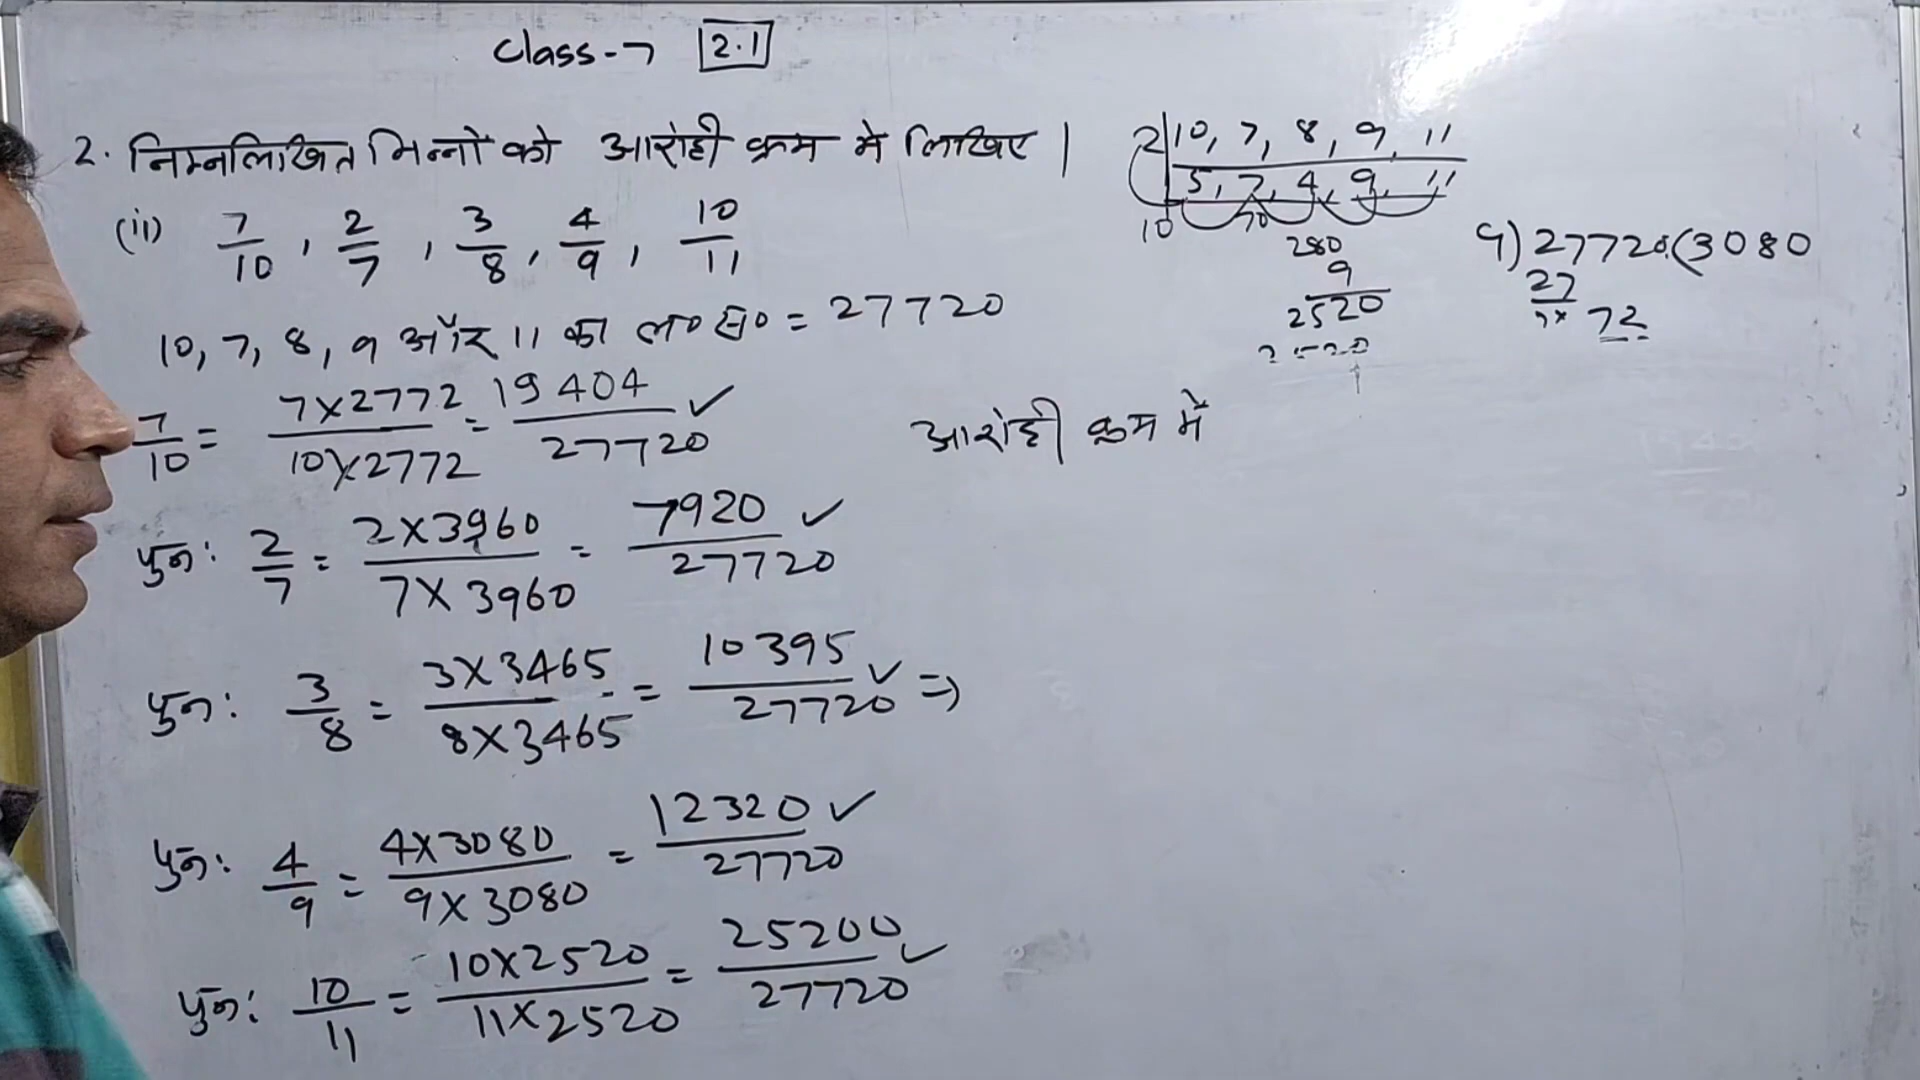 Class-7 2.1
2. निम्नलिखित भिन्नों को आरोही क्रम मे लिखिए |
(ii) 7/10 , 2/7 , 3/8 , 4/9 , 10/11
10, 7, 8, 9 और 11 का ल० स० = 27720
7/10 = 7×2772/10×2772 = 19404/27720 ✓
पुन: 2/7 = 2×3960/7×3960 = 7920/27720 ✓
पुन: 3/8 = 3×3465/8×3465 = 10395/27720 ✓ ⇒
पुन: 4/9 = 4×3080/9×3080 = 12320/27720 ✓
पुन: 10/11 = 10×2520/11×2520 = 25200/27720 ✓
2|10, 7, 8, 9, 11
5, 7, 4, 9, 11
10 70
280
9
2520
9)27720(3080
27
72
आरोही क्रम में